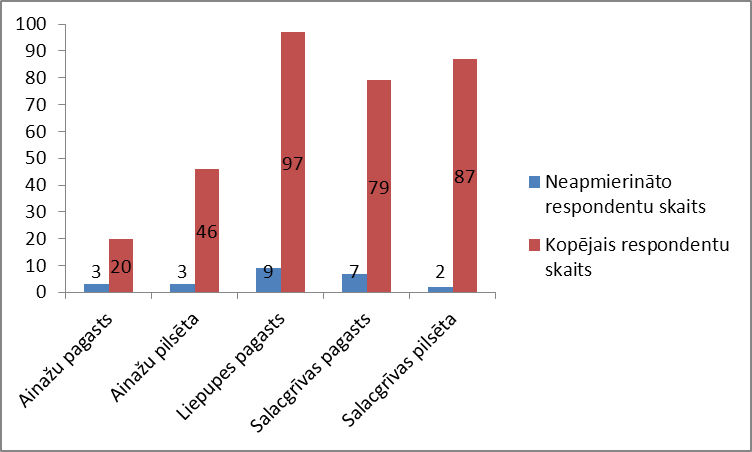 100
90
80
70
60
50
40
30
20
10
0
3
20
3
46
9
97
7
79
2
87
Ainažu pagasts
Ainažu pilsēta
Liepupes pagasts
Salacgrīvas pagasts
Salacgrīvas pilsēta
Neapmierināto
respondentu skaits
Kopējais respondentu
skaits